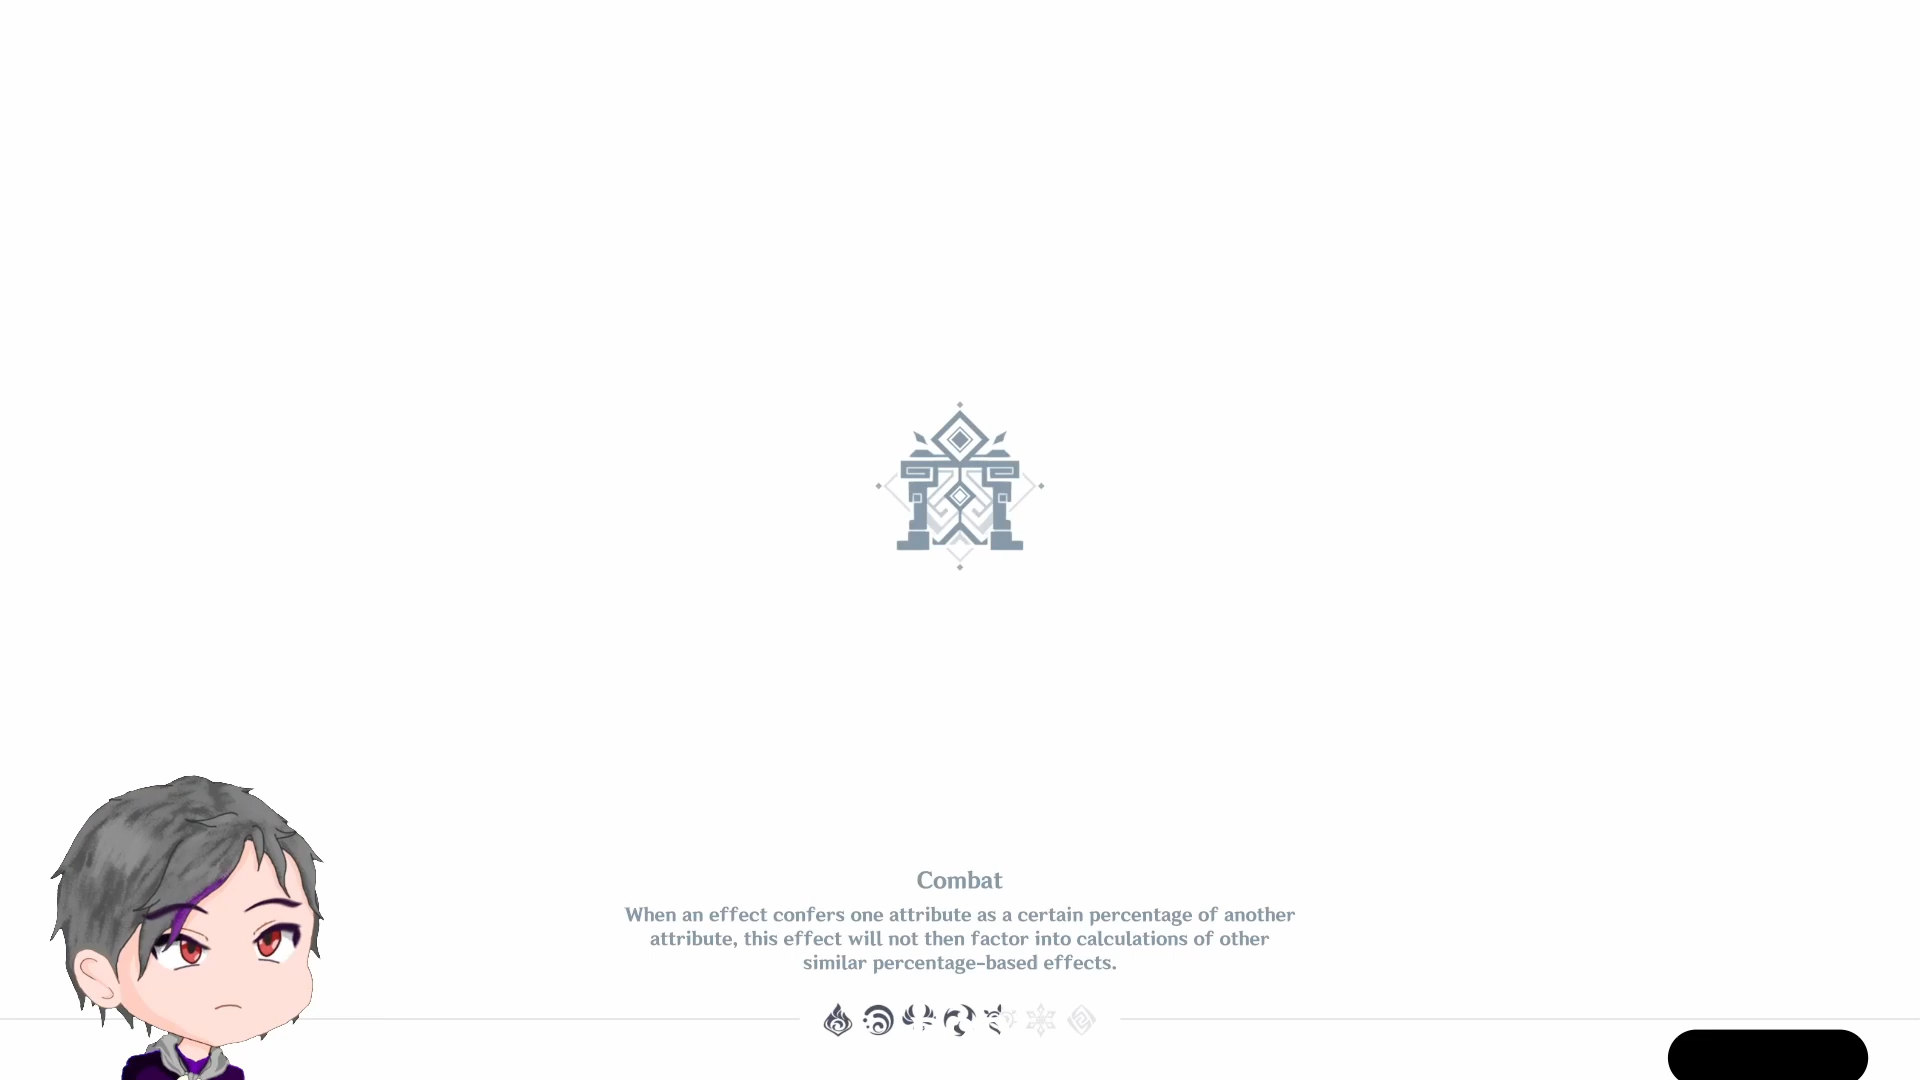 Combat
When an effect confers one attribute as a certain percentage of another
attribute, this effect will not then factor into calculations of other
similar percentage-based effects.